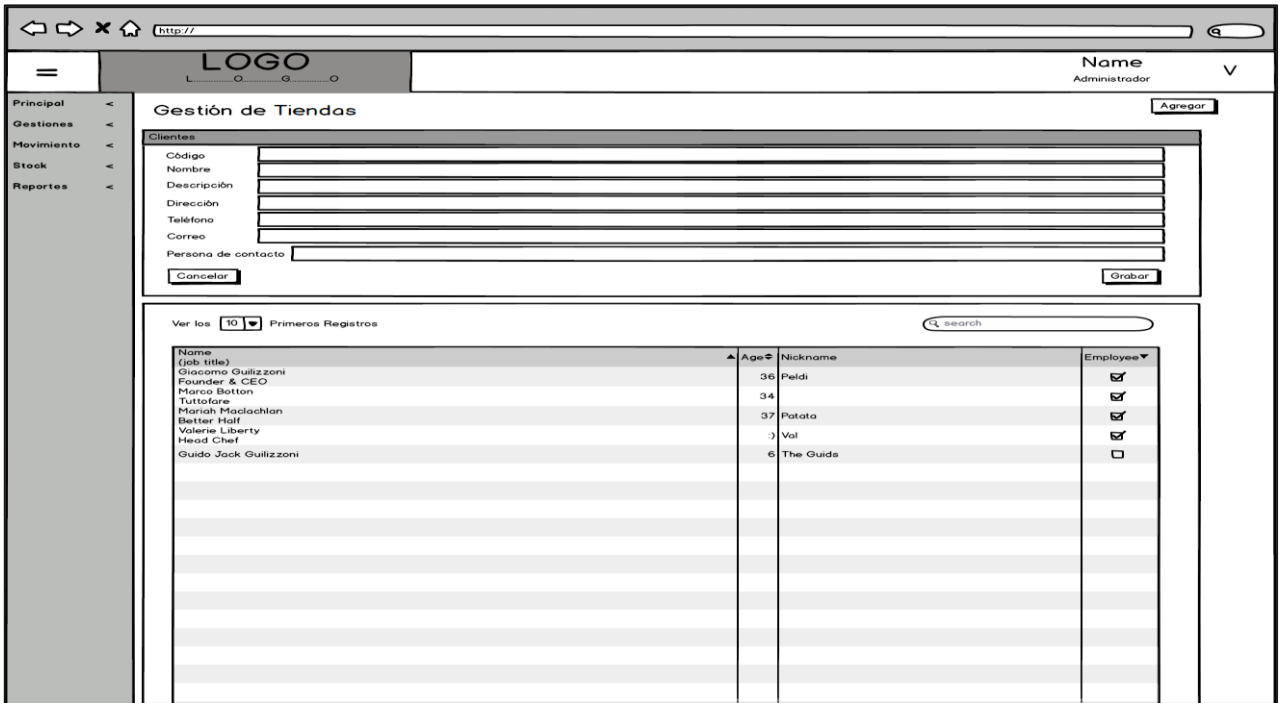 http://
LOGO
L.............O.............G.............O
Name
Administrador
V
Principal <
Gestiones <
Movimiento <
Stock <
Reportes <
Gestión de Tiendas
Agregar
Clientes
Código
Nombre
Descripción
Dirección
Teléfono
Correo
Persona de contacto
Cancelar
Grabar
Ver los 10 Primeros Registros
search
Name
(job title)
Age
Nickname
Employee
Giacomo Guilizzoni
Founder & CEO
36 Peldi
Marco Botton
Tuttofare
34
Mariah Maclachlan
Better Half
37 Patata
Valerie Liberty
Head Chef
:) Val
Guido Jack Guilizzoni
6 The Guids